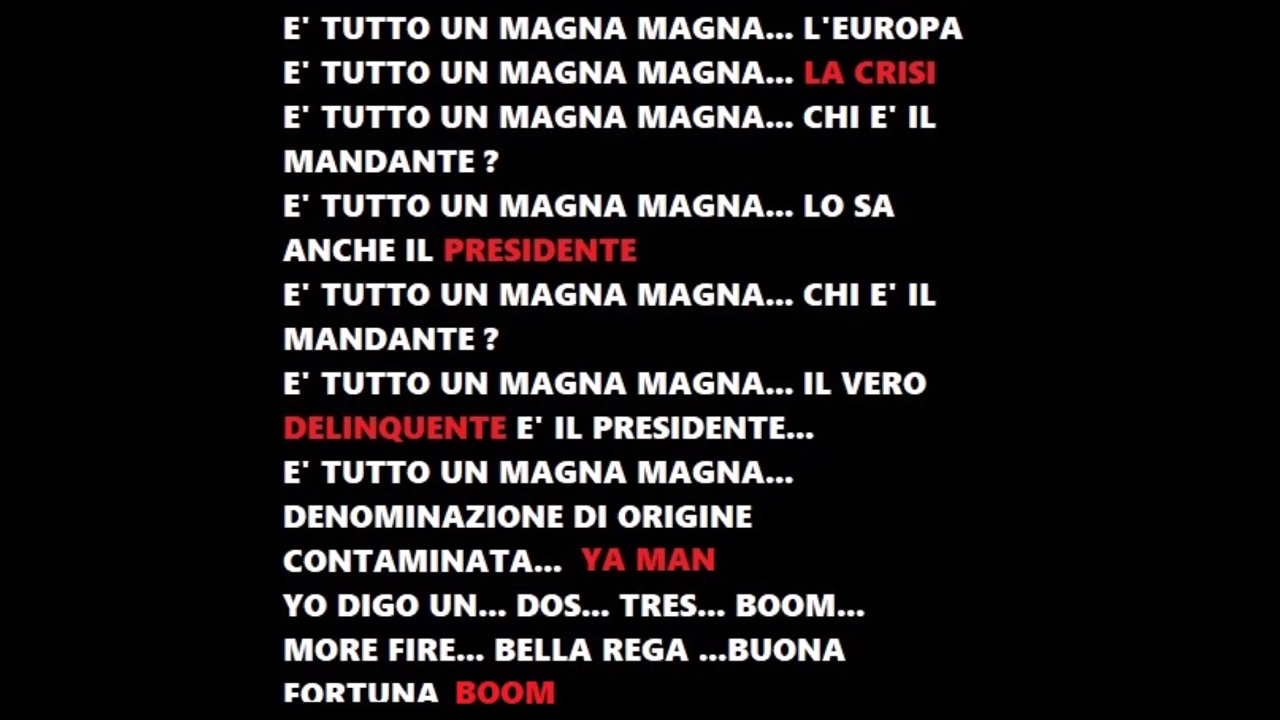 E' TUTTO UN MAGNA MAGNA... L'EUROPA
E' TUTTO UN MAGNA MAGNA... LA CRISI
E' TUTTO UN MAGNA MAGNA... CHI E' IL
MANDANTE ?
E' TUTTO UN MAGNA MAGNA... LO SA
ANCHE IL PRESIDENTE
E' TUTTO UN MAGNA MAGNA... CHI E' IL
MANDANTE ?
E' TUTTO UN MAGNA MAGNA... IL VERO
DELINQUENTE E' IL PRESIDENTE...
E' TUTTO UN MAGNA MAGNA...
DENOMINAZIONE DI ORIGINE
CONTAMINATA... YA MAN
YO DIGO UN... DOS... TRES... BOOM...
MORE FIRE... BELLA REGA ...BUONA
FORTUNA BOOM